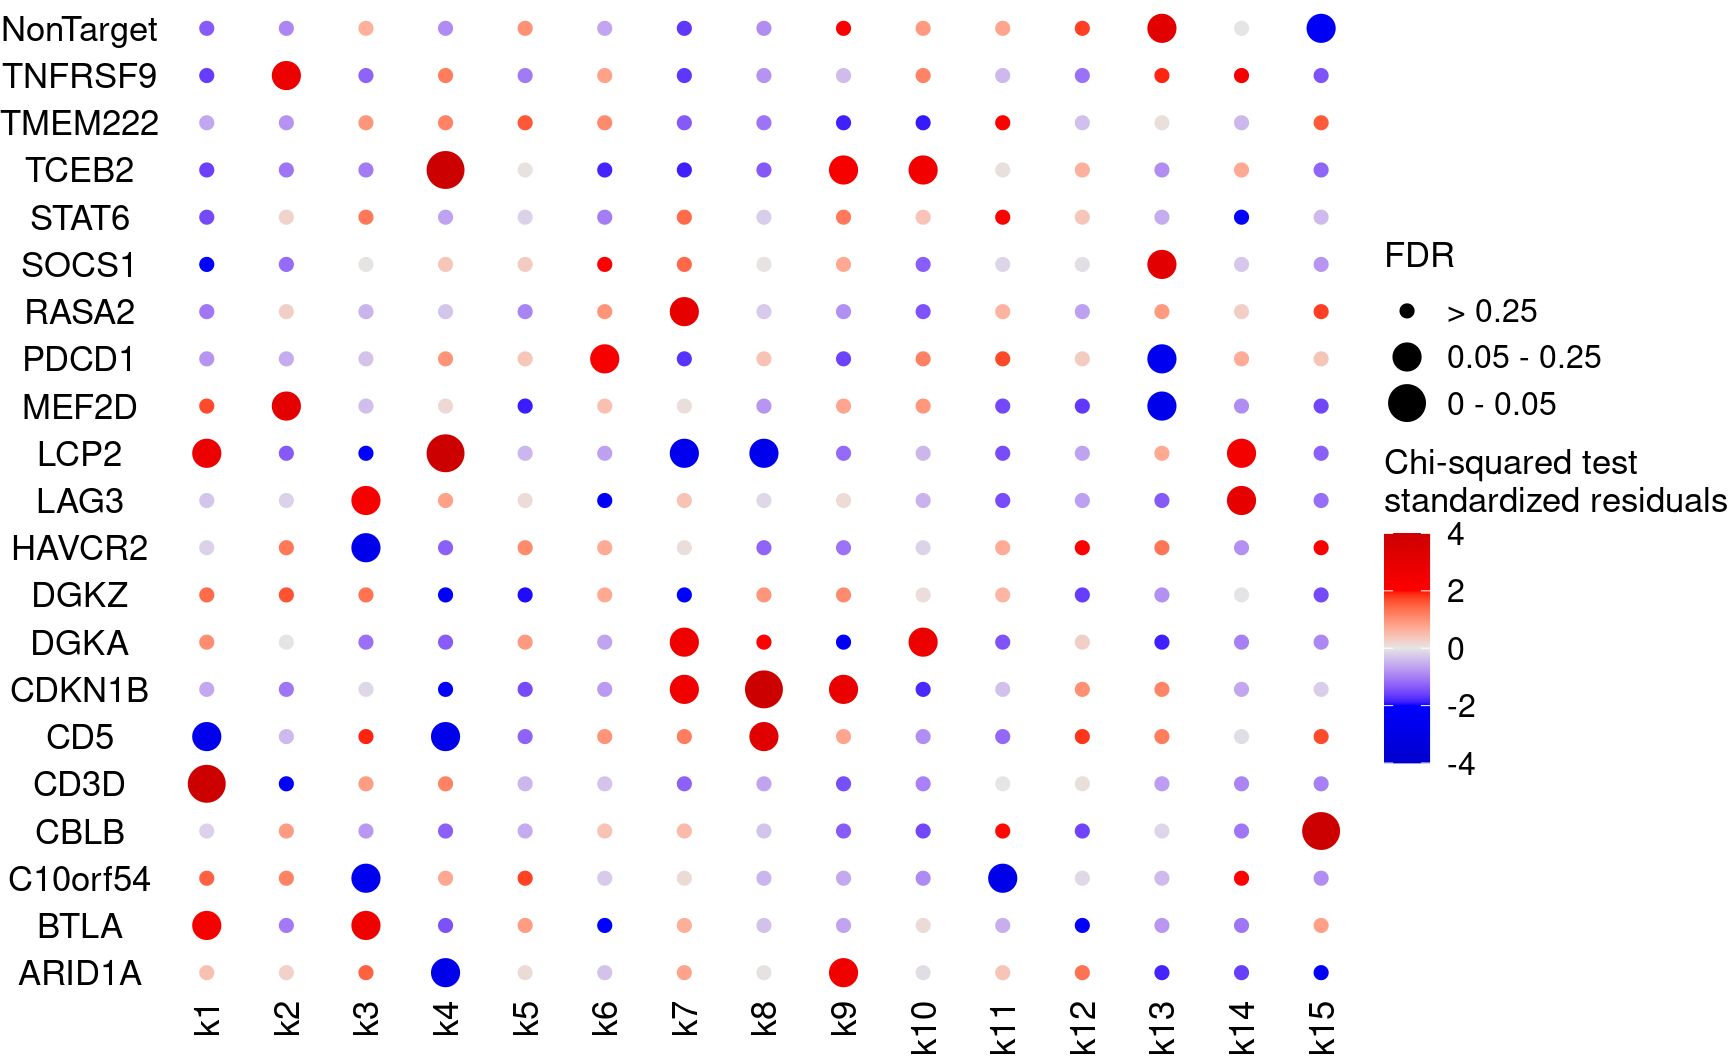 NonTarget
TNFRSF9
TMEM222
TCEB2
STAT6
SOCS1
RASA2
PDCD1
MEF2D
LCP2
LAG3
HAVCR2
DGKZ
DGKA
CDKN1B
CD5
CD3D
CBLB
C10orf54
BTLA
ARID1A
k1 k2 k3 k4 k5 k6 k7 k8 k9 k10 k11 k12 k13 k14 k15
FDR
> 0.25
0.05 - 0.25
0 - 0.05
Chi-squared test
standardized residuals
4
2
0
-2
-4